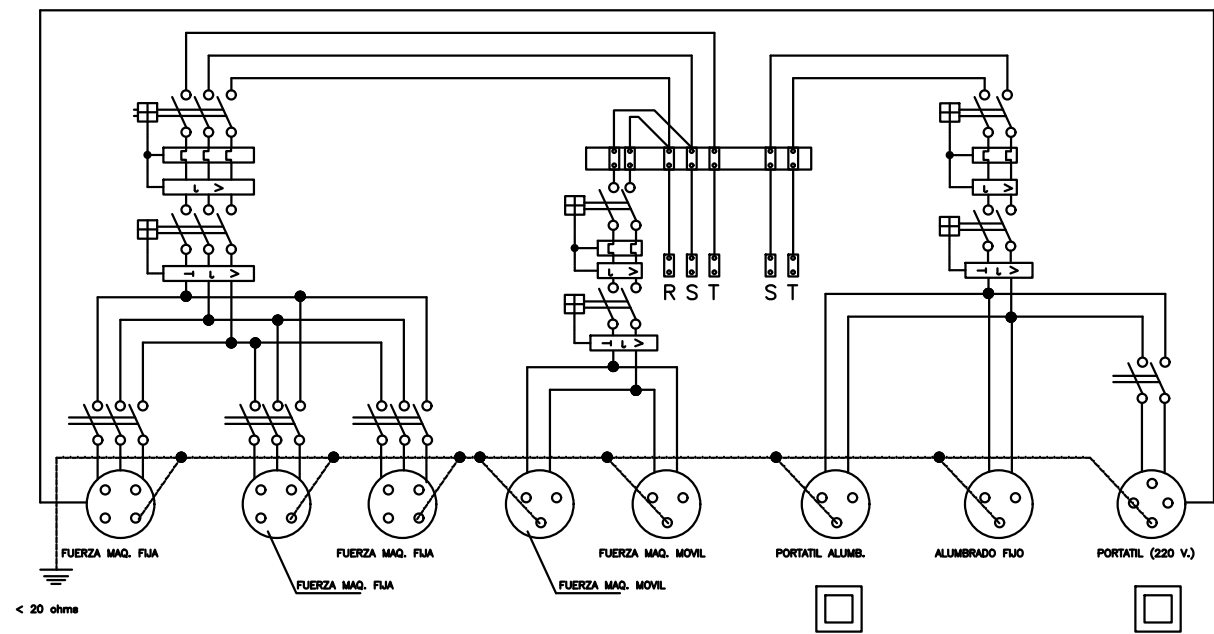 R S T S T
FUERZA MAQ. FIJA
FUERZA MAQ. FIJA
FUERZA MAQ. MOVIL
PORTATIL ALUMB.
ALUMBRADO FIJO
PORTATIL (220 V.)
FUERZA MAQ. FIJA
FUERZA MAQ. MOVIL
< 20 ohms